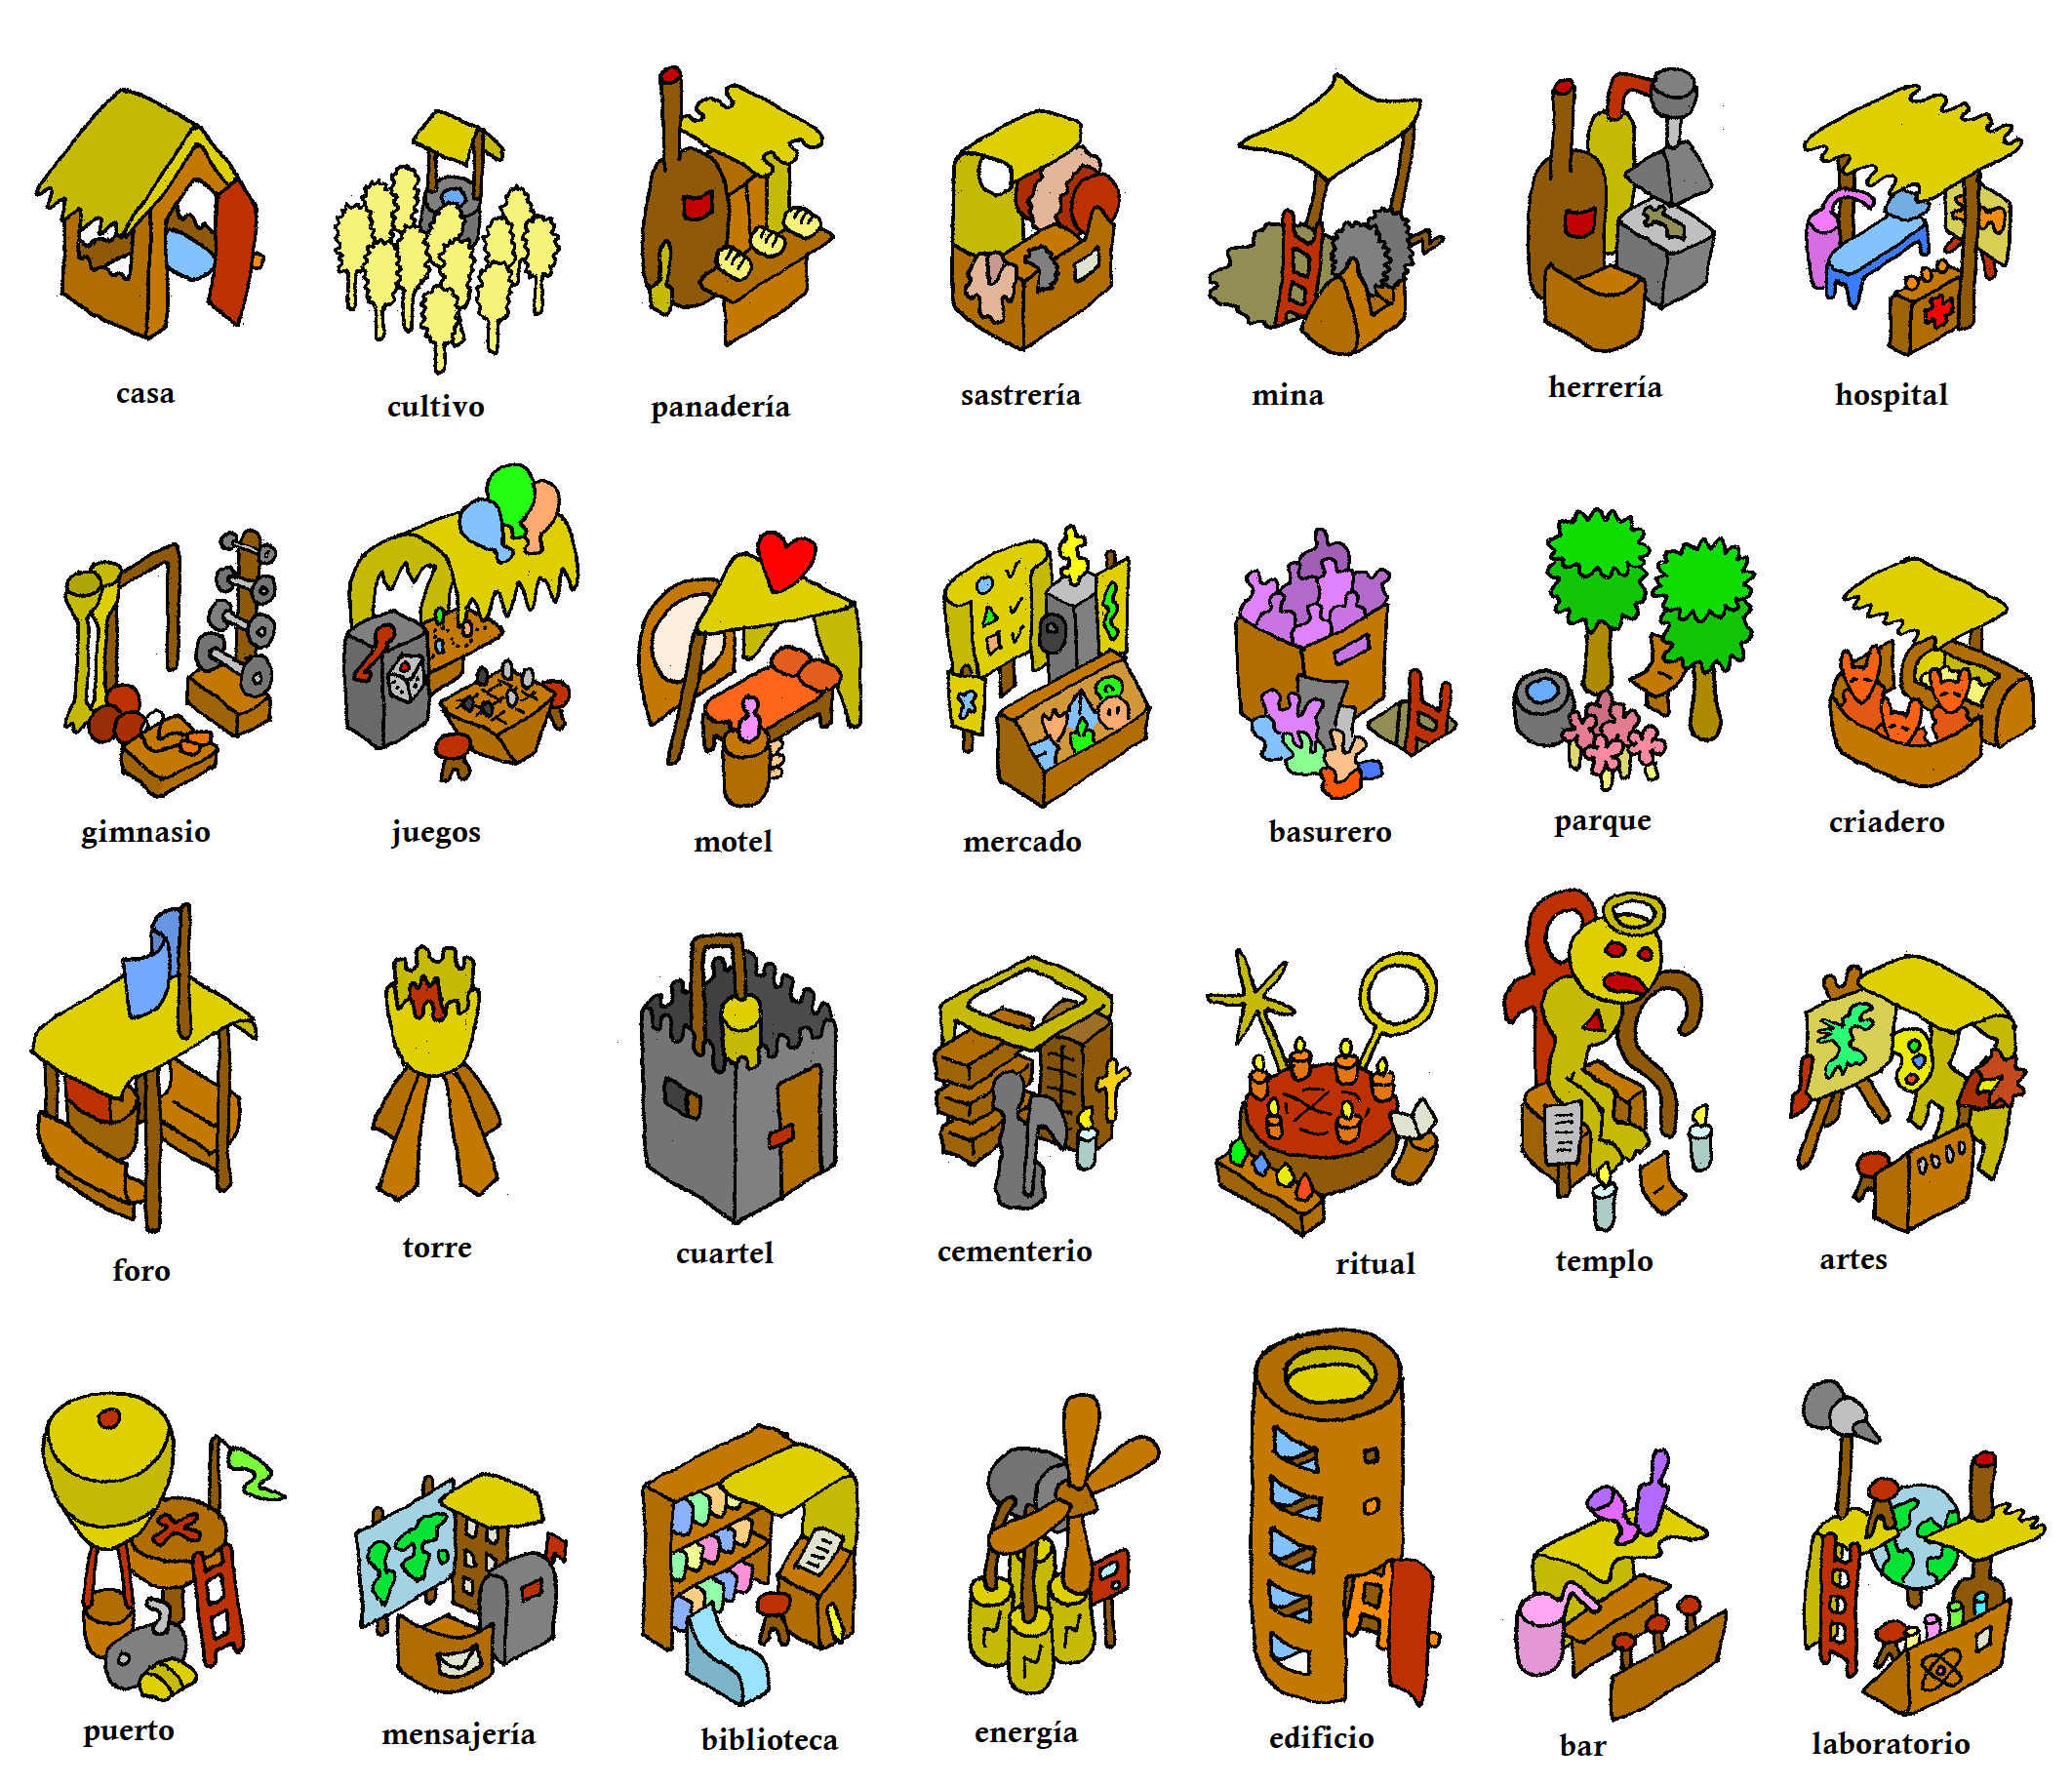 casa
cultivo
panadería
sastrería
mina
herrería
hospital
gimnasio
juegos
motel
mercado
basurero
parque
criadero
foro
torre
cuartel
cementerio
ritual
templo
artes
puerto
mensajería
biblioteca
energía
edificio
bar
laboratorio